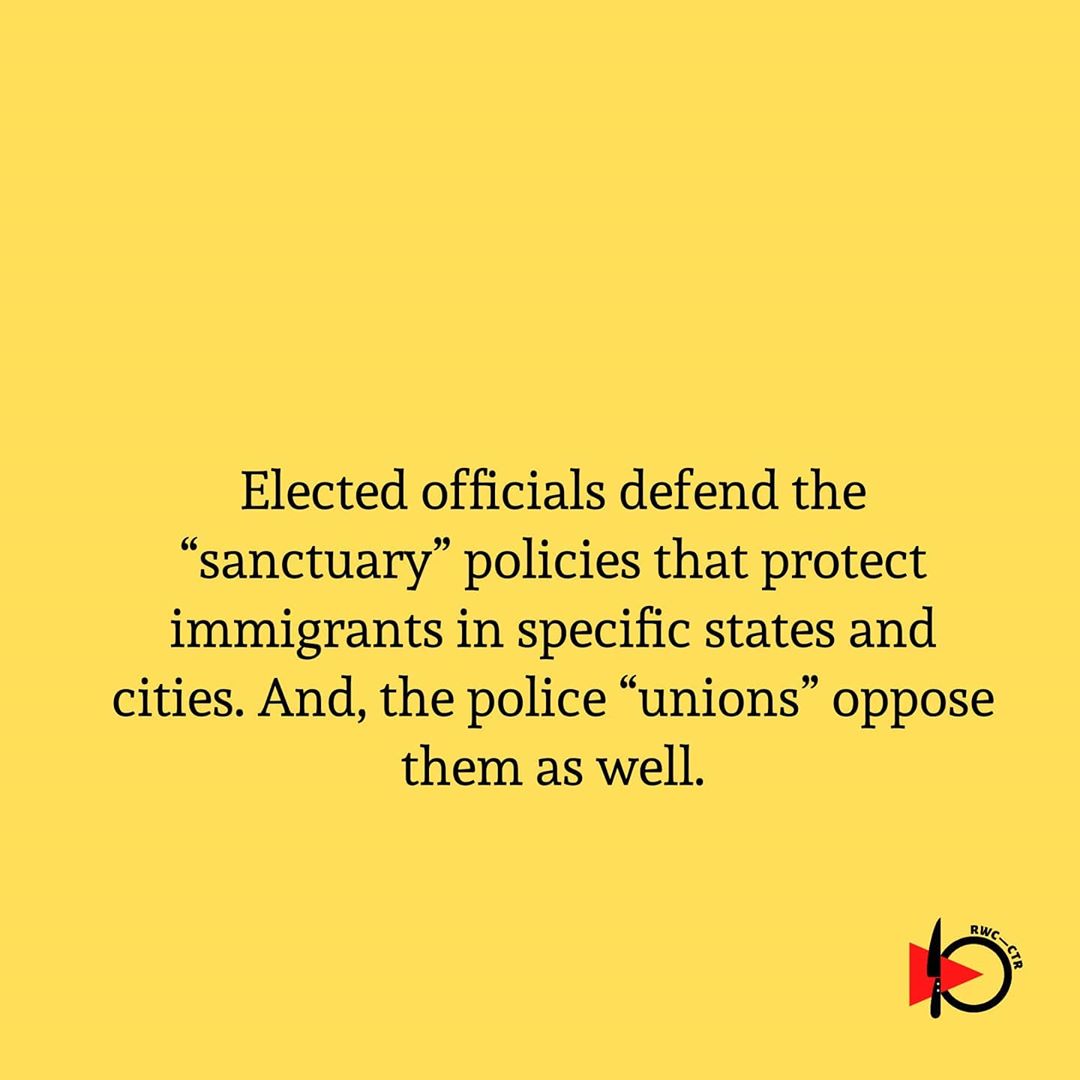 Elected officials defend the
“sanctuary” policies that protect
immigrants in specific states and
cities. And, the police “unions” oppose
them as well.
RWC—CTR